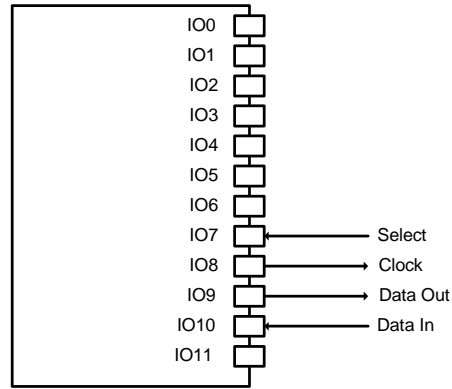 IO0
IO1
IO2
IO3
IO4
IO5
IO6
IO7 Select
IO8 Clock
IO9 Data Out
IO10 Data In
IO11